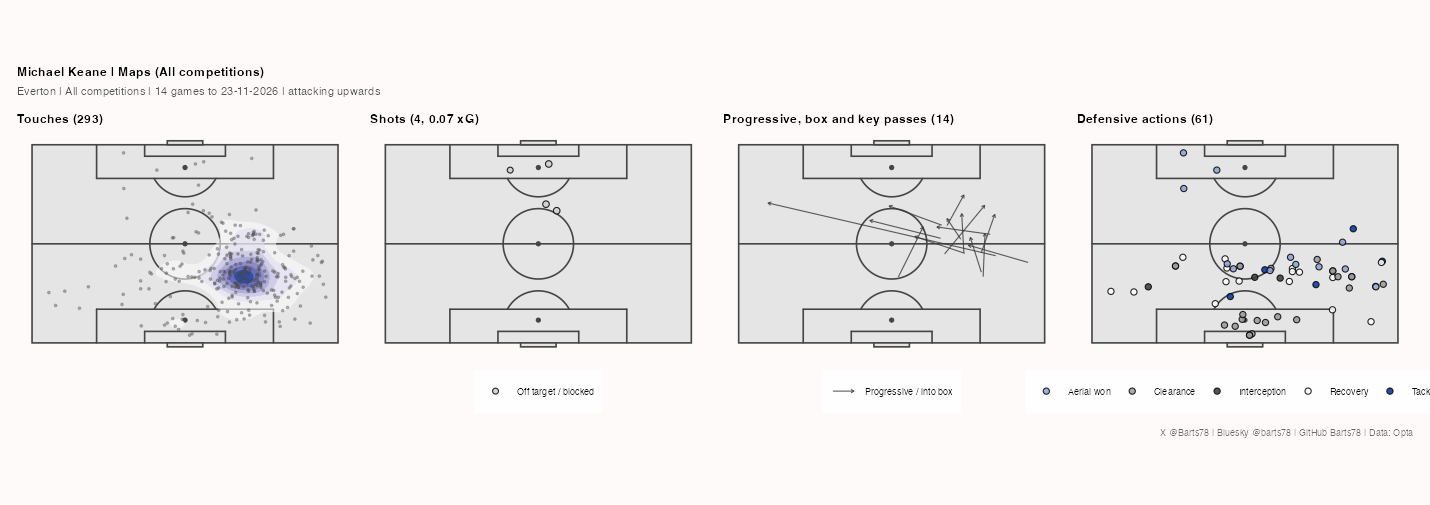 Michael Keane | Maps (All competitions)
Everton | All competitions | 14 games to 23-11-2026 | attacking upwards
Touches (293)
Shots (4, 0.07 xG)
Progressive, box and key passes (14)
Defensive actions (61)
Off target / blocked
Progressive / into box
Aerial won
Clearance
Interception
Recovery
Tack
X @Barts78 | Bluesky @barts78 | GitHub Barts78 | Data: Opta